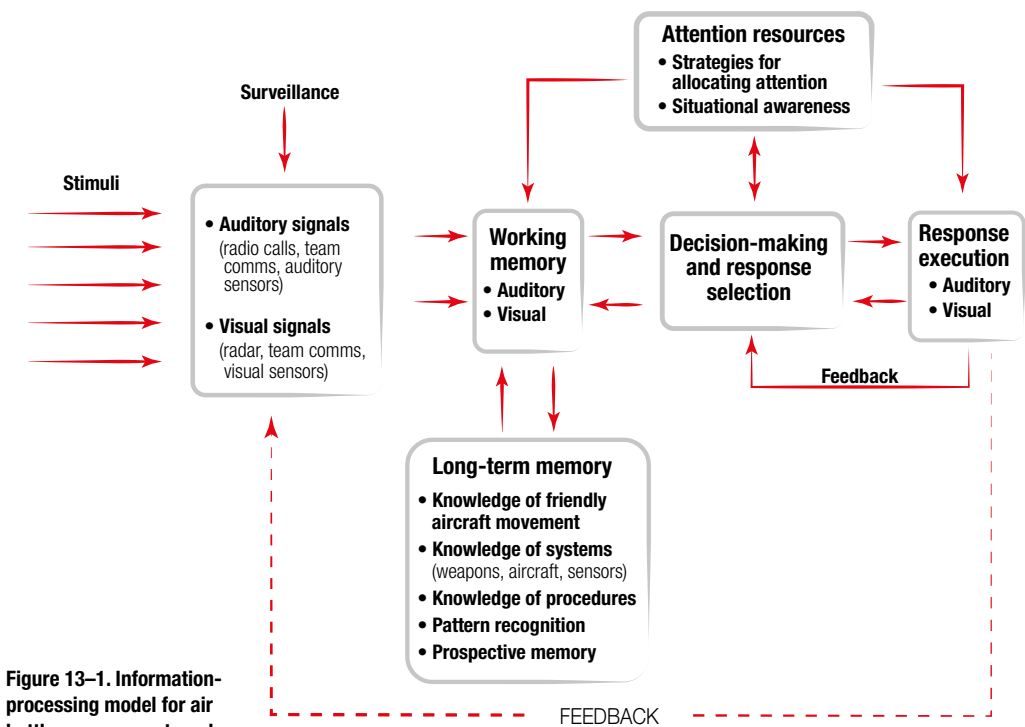 Attention resources
• Strategies for
allocating attention
• Situational awareness
Surveillance
Stimuli
• Auditory signals
(radio calls, team
comms, auditory
sensors)
• Visual signals
(radar, team comms,
visual sensors)
Working
memory
• Auditory
• Visual
Decision-making
and response
selection
Response
execution
• Auditory
• Visual
Feedback
Long-term memory
• Knowledge of friendly
aircraft movement
• Knowledge of systems
(weapons, aircraft, sensors)
• Knowledge of procedures
• Pattern recognition
• Prospective memory
Figure 13–1. Information-
processing model for air
FEEDBACK